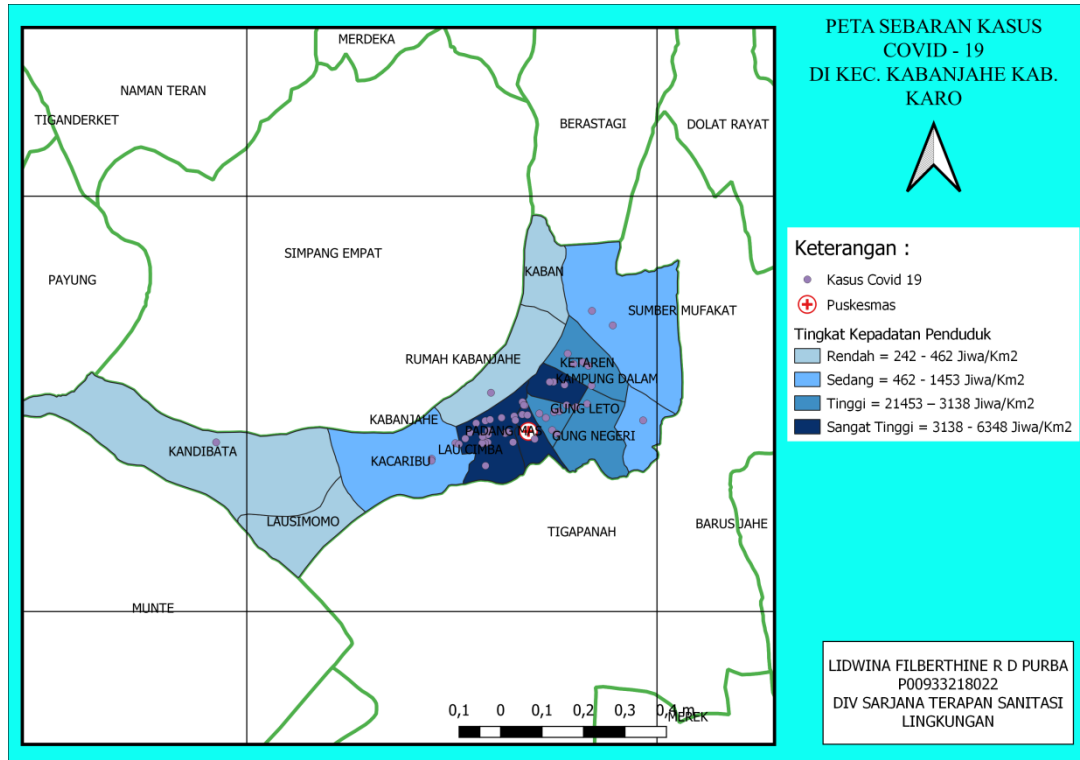 PETA SEBARAN KASUS
COVID - 19
DI KEC. KABANJAHE KAB.
KARO
MERDEKA
NAMAN TERAN
TIGANDERKET
BERASTAGI
DOLAT RAYAT
SIMPANG EMPAT
PAYUNG
KABAN
SUMBER MUFAKAT
RUMAH KABANJAHE
KETAREN
KAMPUNG DALAM
GUNG LETO
KABANJAHE
PADANG MAS
GUNG NEGERI
LAU CIMBA
KANDIBATA
KACARIBU
LAUSIMOMO
TIGAPANAH
BARUS JAHE
MUNTE
MEREK
0,1 0 0,1 0,2 0,3 0,4 m
Keterangan :
Kasus Covid 19
Puskesmas
Tingkat Kepadatan Penduduk
Rendah = 242 - 462 Jiwa/Km2
Sedang = 462 - 1453 Jiwa/Km2
Tinggi = 21453 – 3138 Jiwa/Km2
Sangat Tinggi = 3138 - 6348 Jiwa/Km2
LIDWINA FILBERTHINE R D PURBA
P00933218022
DIV SARJANA TERAPAN SANITASI
LINGKUNGAN